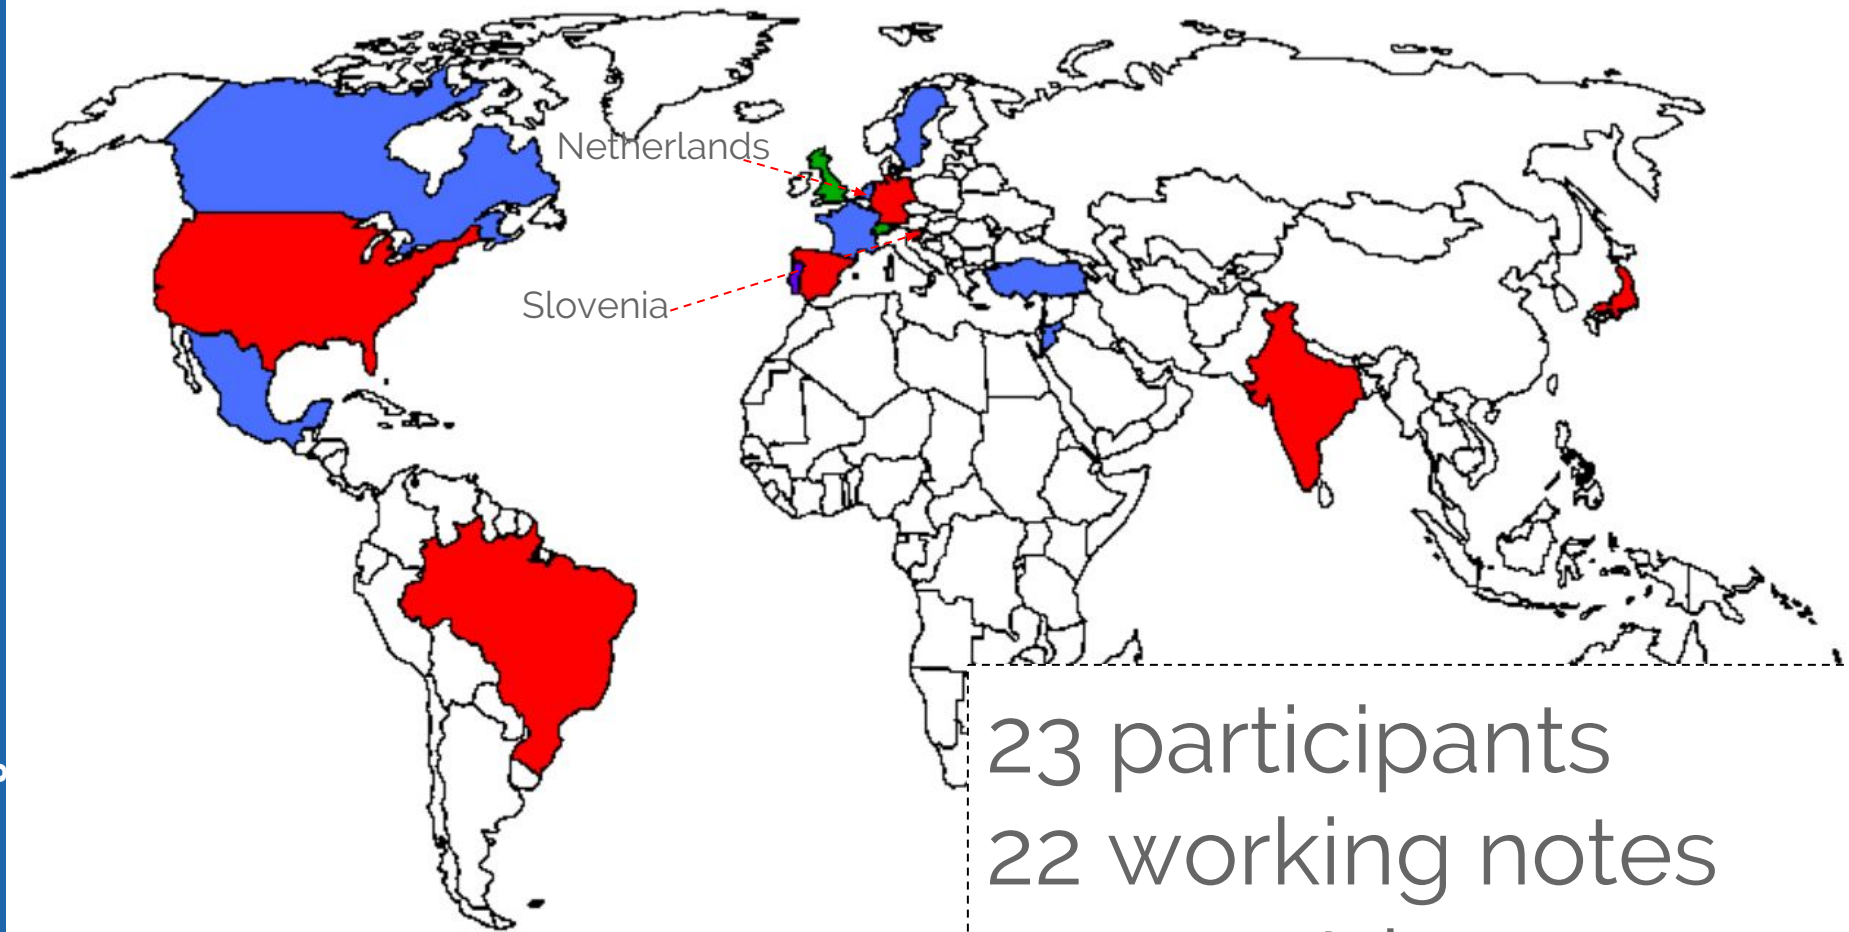 Netherlands
Slovenia
23 participants
22 working notes